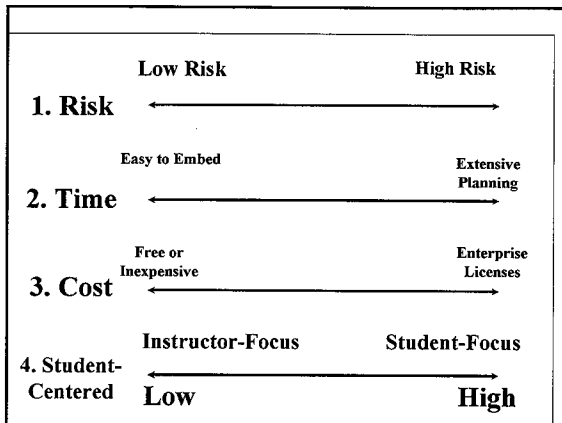 Low Risk High Risk
1. Risk
Easy to Embed Extensive
Planning
2. Time
Free or Enterprise
Inexpensive Licenses
3. Cost
Instructor-Focus Student-Focus
4. Student-
Centered
Low High